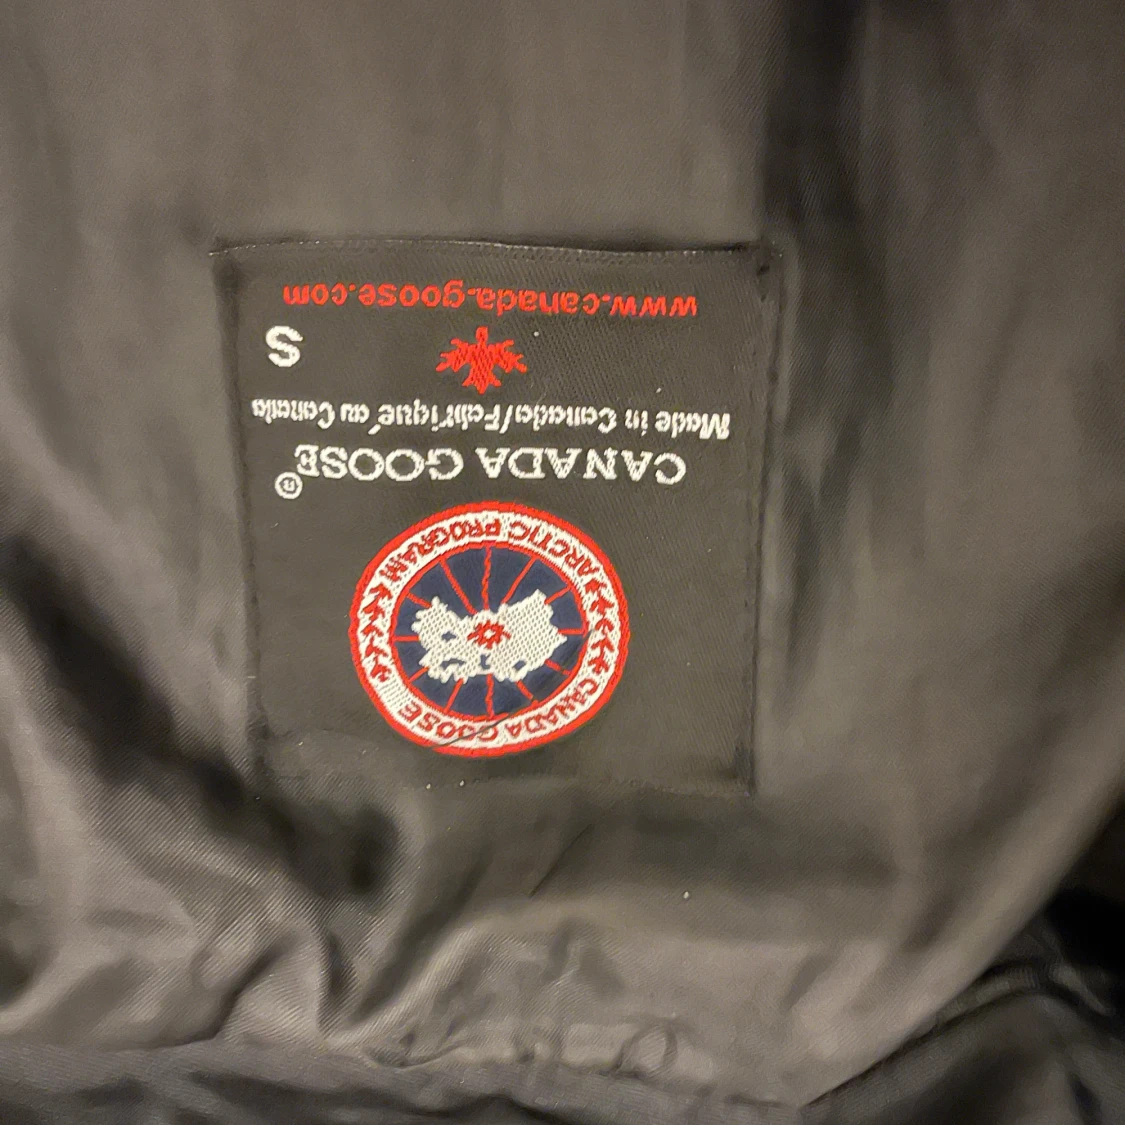 CANADA GOOSE
ARCTIC PROGRAM
CANADA GOOSE®
Made in Canada/Fabriqué au Canada
S
www.canada-goose.com